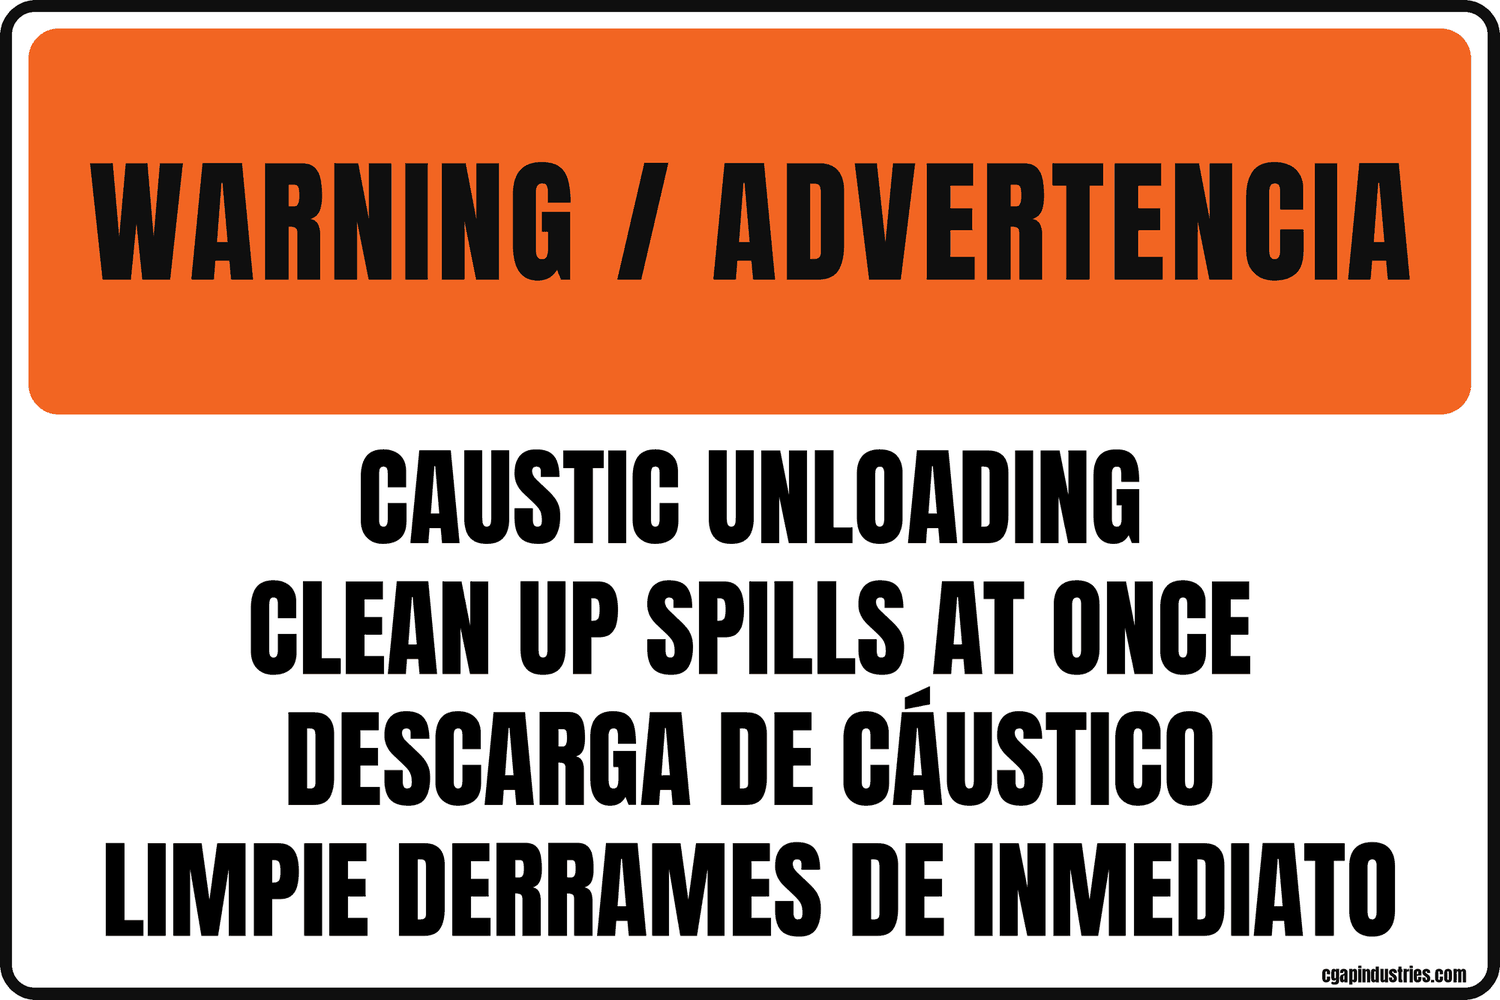 WARNING / ADVERTENCIA
CAUSTIC UNLOADING
CLEAN UP SPILLS AT ONCE
DESCARGA DE CÁUSTICO
LIMPIE DERRAMES DE INMEDIATO
cgapindustries.com